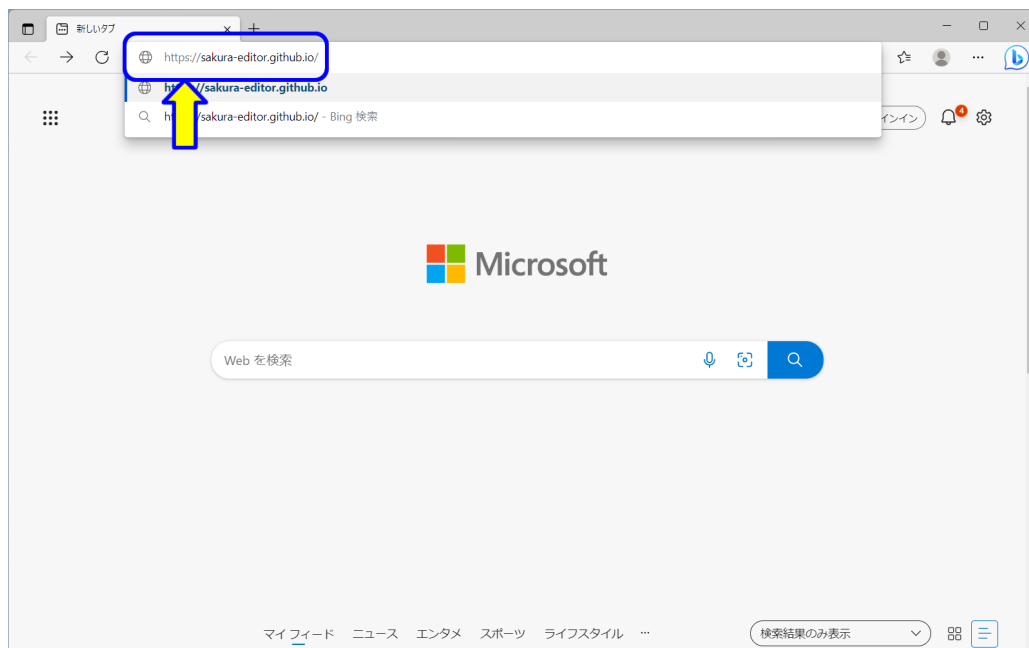 新しいタブ
https://sakura-editor.github.io/
/sakura-editor.github.io
/sakura-editor.github.io/ - Bing 検索
インイン
4
Microsoft
Web を検索
マイ フィード ニュース エンタメ スポーツ ライフスタイル ...
検索結果のみ表示